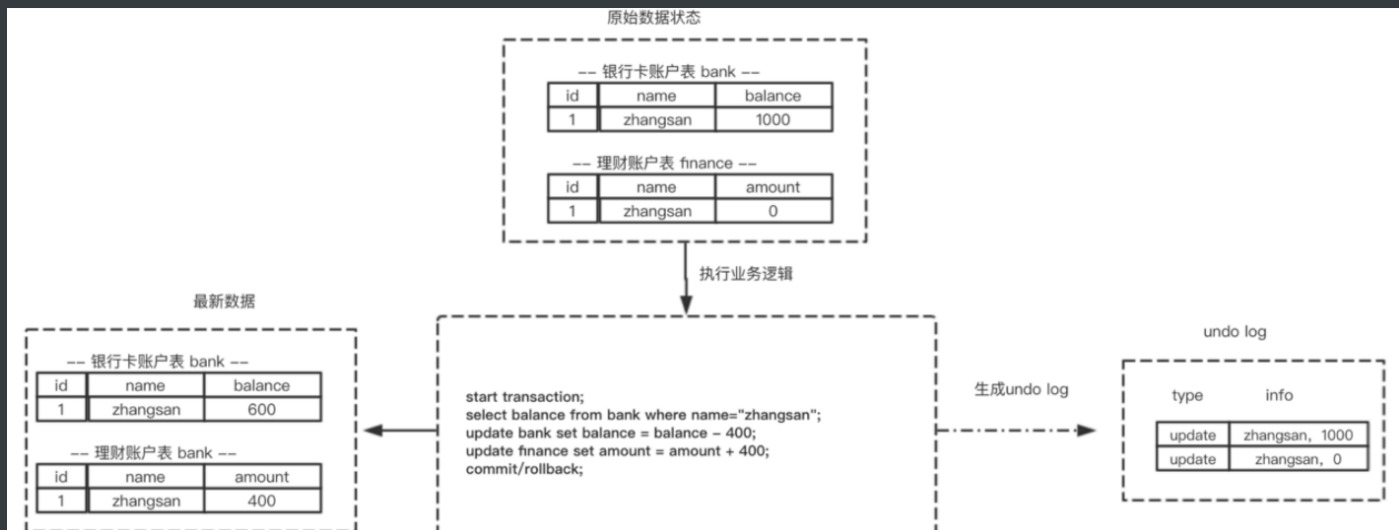 原始数据状态
-- 银行卡账户表 bank --
id name balance
1 zhangsan 1000
-- 理财账户表 finance --
id name amount
1 zhangsan 0
执行业务逻辑
最新数据
-- 银行卡账户表 bank --
id name balance
1 zhangsan 600
-- 理财账户表 bank --
id name amount
1 zhangsan 400
start transaction;
select balance from bank where name="zhangsan";
update bank set balance = balance - 400;
update finance set amount = amount + 400;
commit/rollback;
生成undo log
undo log
type info
update zhangsan, 1000
update zhangsan, 0